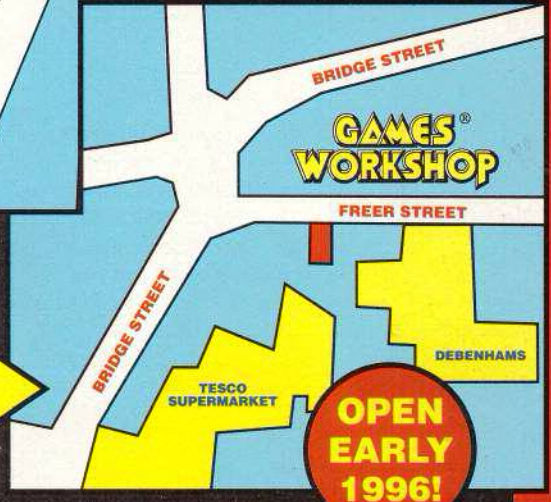 BRIDGE STREET
GAMES®
WORKSHOP
FREER STREET
BRIDGE STREET
DEBENHAMS
TESCO
SUPERMARKET
OPEN
EARLY
1996!